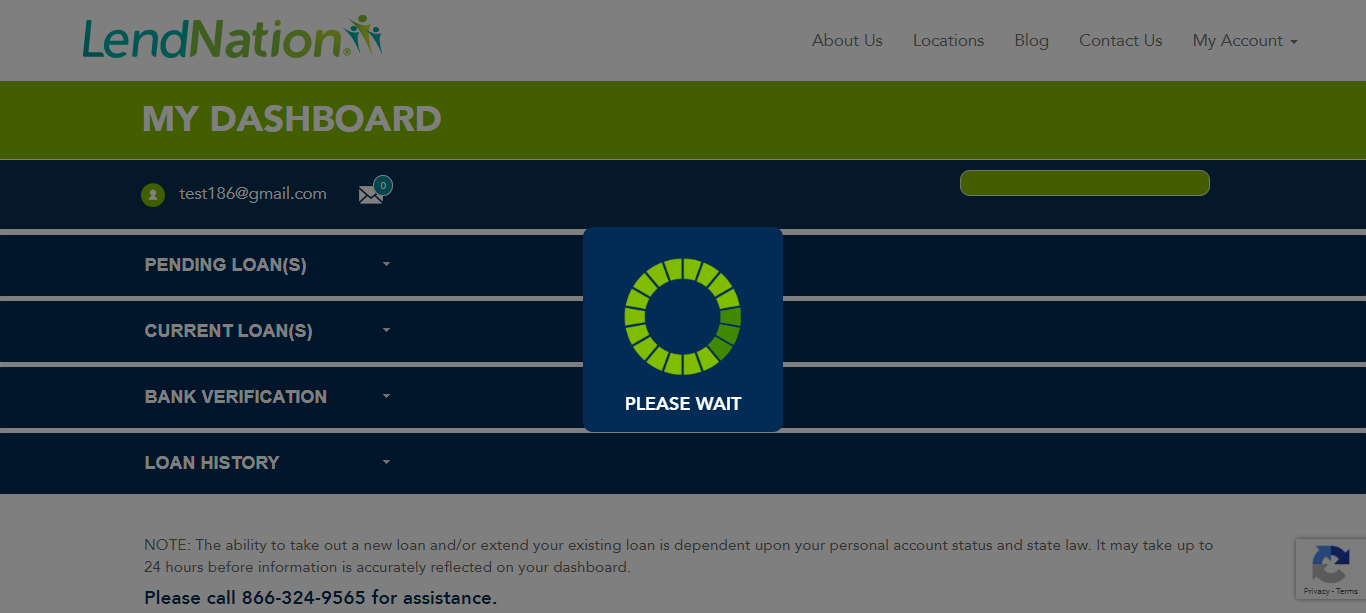 LendNation®
About Us Locations Blog Contact Us My Account
MY DASHBOARD
test186@gmail.com 0
PENDING LOAN(S)
CURRENT LOAN(S)
BANK VERIFICATION
LOAN HISTORY
PLEASE WAIT
NOTE: The ability to take out a new loan and/or extend your existing loan is dependent upon your personal account status and state law. It may take up to
24 hours before information is accurately reflected on your dashboard.
Please call 866-324-9565 for assistance.
Privacy - Terms